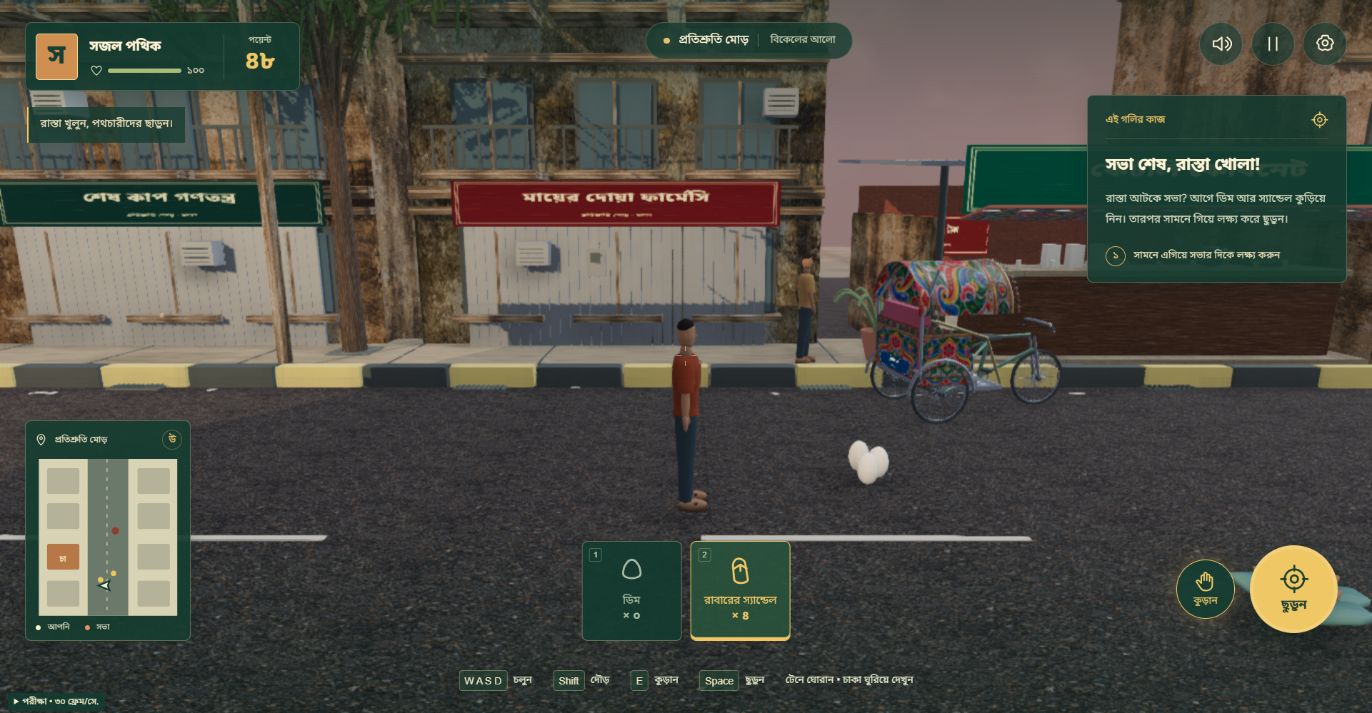 স
সজল পথিক
১০০
পয়েন্ট
৪৮
রাস্তা খুলুন, পথচারীদের ছাড়ুন।
প্রতিশ্রুতি মোড়
বিকেলের আলো
এই গলির কাজ
সভা শেষ, রাস্তা খোলা!
রাস্তা আটকে সভা? আগে ডিম আর স্যান্ডেল কুড়িয়ে
নিন। তারপর সামনে গিয়ে লক্ষ্য করে ছুড়ুন।
১ সামনে এগিয়ে সভার দিকে লক্ষ্য করুন
শেষ কাপ গণতন্ত্র
মায়ের দোয়া ফার্মেসি
প্রতিশ্রুতি মোড়
উ
চা
আপনি
সভা
1
ডিম
× ০
2
রাবারের স্যান্ডেল
× ৪
কুড়ান
ছুড়ুন
W A S D চলুন
Shift দৌড়
E কুড়ান
Space ছুড়ুন
টেনে ঘোরান • চাকা ঘুরিয়ে দেখুন
পরীক্ষা • ৩০ ফ্রেম/সে.